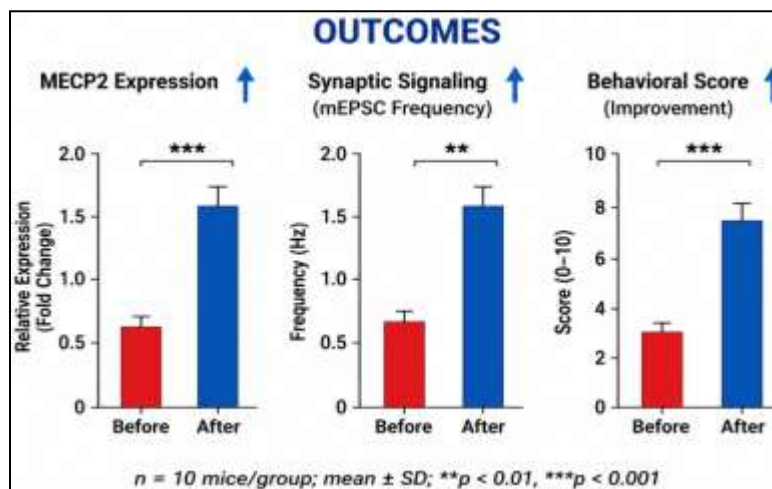 OUTCOMES
MECP2 Expression
Relative Expression
(Fold Change)
2.0
1.5
1.0
0.5
0
***
Before After
Synaptic Signaling
(mEPSC Frequency)
Frequency (Hz)
2.0
1.5
1.0
0.5
0
**
Before After
Behavioral Score
(Improvement)
Score (0–10)
10
8
6
4
2
0
***
Before After
n = 10 mice/group; mean ± SD; **p < 0.01, ***p < 0.001